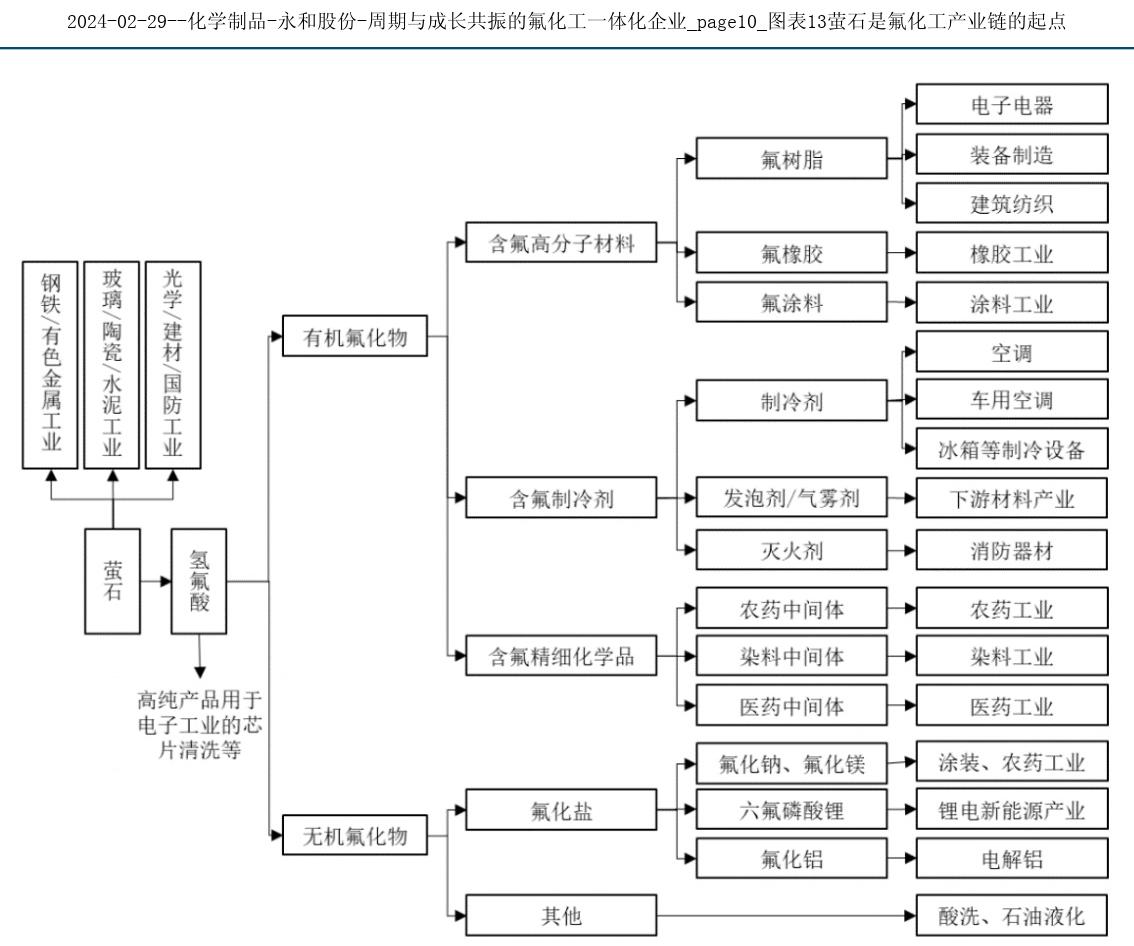 2024-02-29--化学制品-永和股份-周期与成长共振的氟化工一体化企业_page10_图表13萤石是氟化工产业链的起点
电子电器
氟树脂
装备制造
建筑纺织
含氟高分子材料
氟橡胶
橡胶工业
氟涂料
涂料工业
钢铁/有色金属工业
玻璃/陶瓷/水泥工业
光学/建材/国防工业
有机氟化物
空调
制冷剂
车用空调
冰箱等制冷设备
含氟制冷剂
发泡剂/气雾剂
下游材料产业
灭火剂
消防器材
萤石
氢氟酸
农药中间体
农药工业
含氟精细化学品
染料中间体
染料工业
医药中间体
医药工业
高纯产品用于
电子工业的芯
片清洗等
氟化钠、氟化镁
涂装、农药工业
无机氟化物
氟化盐
六氟磷酸锂
锂电新能源产业
氟化铝
电解铝
其他
酸洗、石油液化